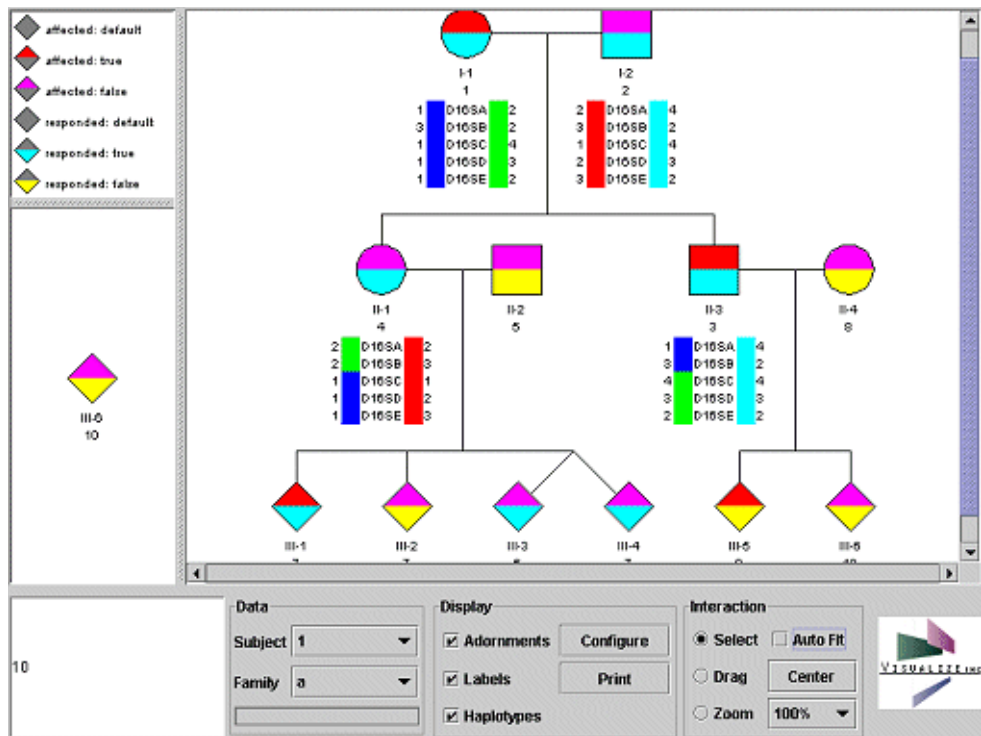 affected: default
affected: true
affected: false
responded: default
responded: true
responded: false
III-6
10
I-1
1
I-2
2
1 D16SA 2
3 D16SB 2
1 D16SC 4
1 D16SD 3
1 D16SE 2
2 D16SA 4
3 D16SB 2
1 D16SC 4
2 D16SD 3
3 D16SE 2
II-1
4
II-2
5
II-3
3
II-4
8
2 D16SA 2
2 D16SB 3
1 D16SC 1
1 D16SD 2
1 D16SE 3
1 D16SA 4
3 D16SB 2
4 D16SC 4
3 D16SD 3
2 D16SE 2
III-1
III-2
III-3
III-4
III-5
III-6
10
Data
Subject 1
Family a
Display
Adornments
Configure
Labels
Print
Haplotypes
Interaction
Select
Auto Fit
Drag
Center
Zoom
100%
VISUALIZE INC